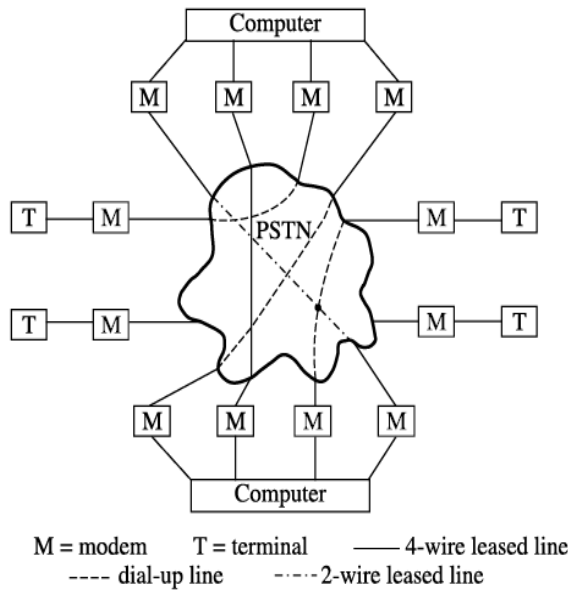 Computer
M M M M
T M PSTN M T
T M M T
M M M M
Computer
M = modem T = terminal 4-wire leased line
dial-up line 2-wire leased line